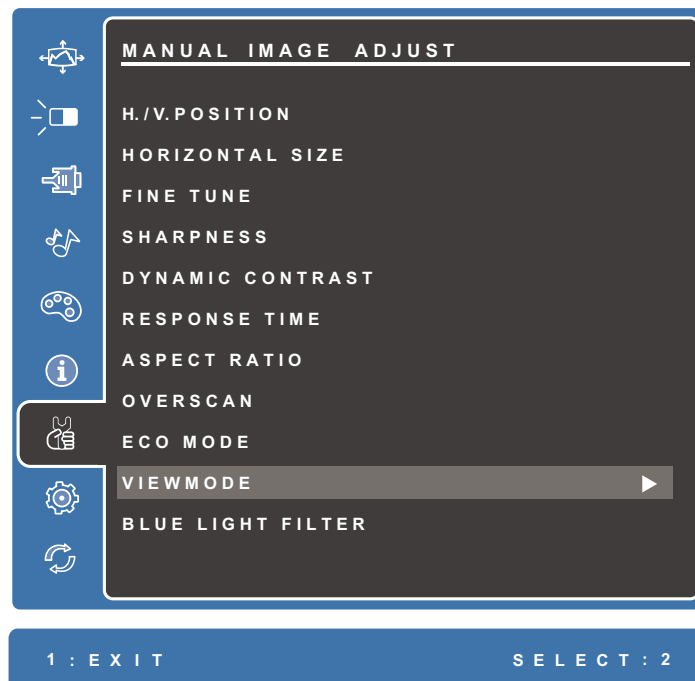 MANUAL IMAGE ADJUST
H./V.POSITION
HORIZONTAL SIZE
FINE TUNE
SHARPNESS
DYNAMIC CONTRAST
RESPONSE TIME
ASPECT RATIO
OVERSCAN
ECO MODE
VIEWMODE
BLUE LIGHT FILTER
1 : EXIT SELECT : 2